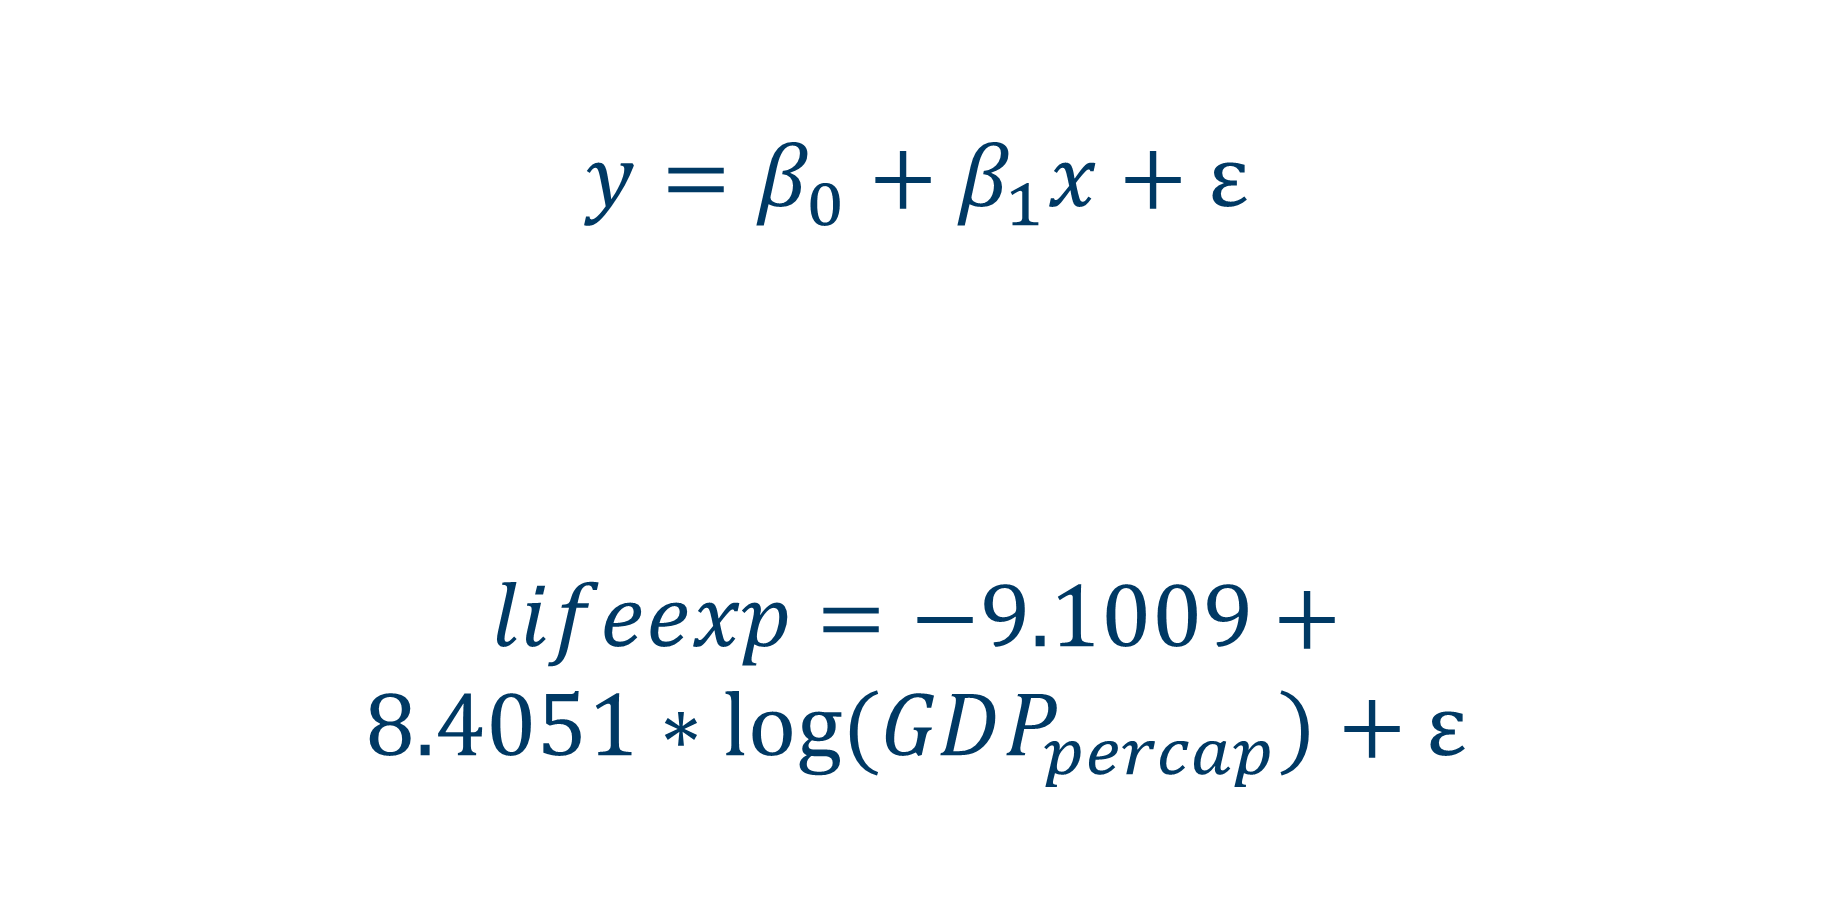 y = β₀ + β₁x + ε
lifeexp = −9.1009 +
8.4051 * log(GDPₚₑᵣcₐₚ) + ε